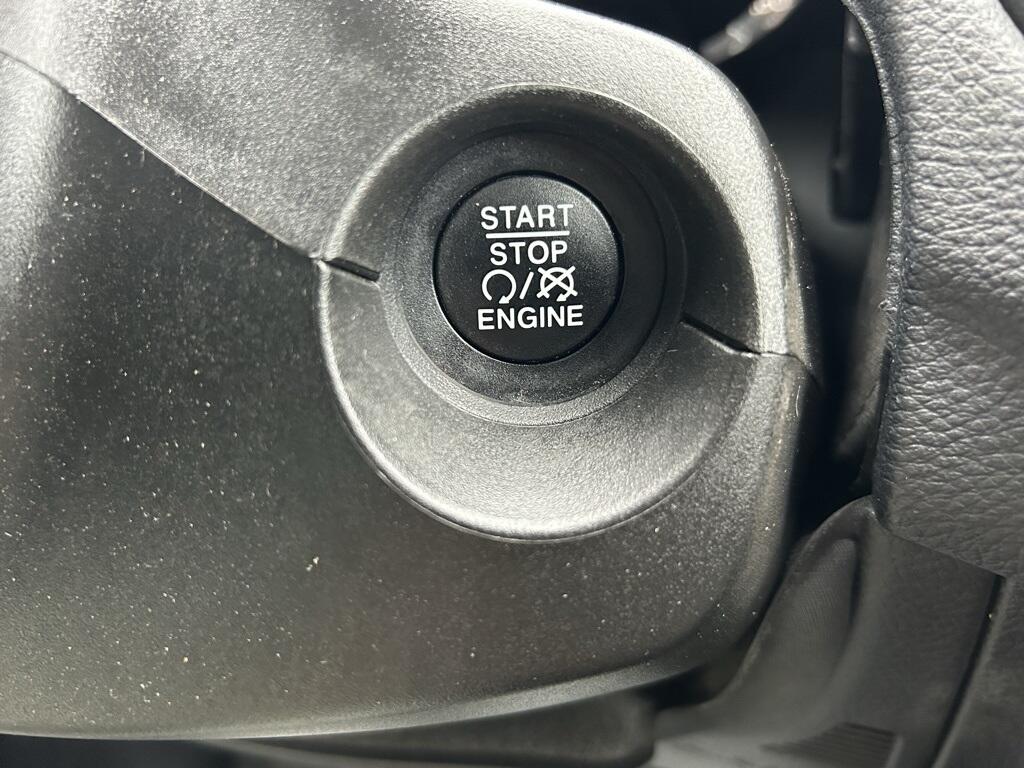 START
STOP
/
ENGINE